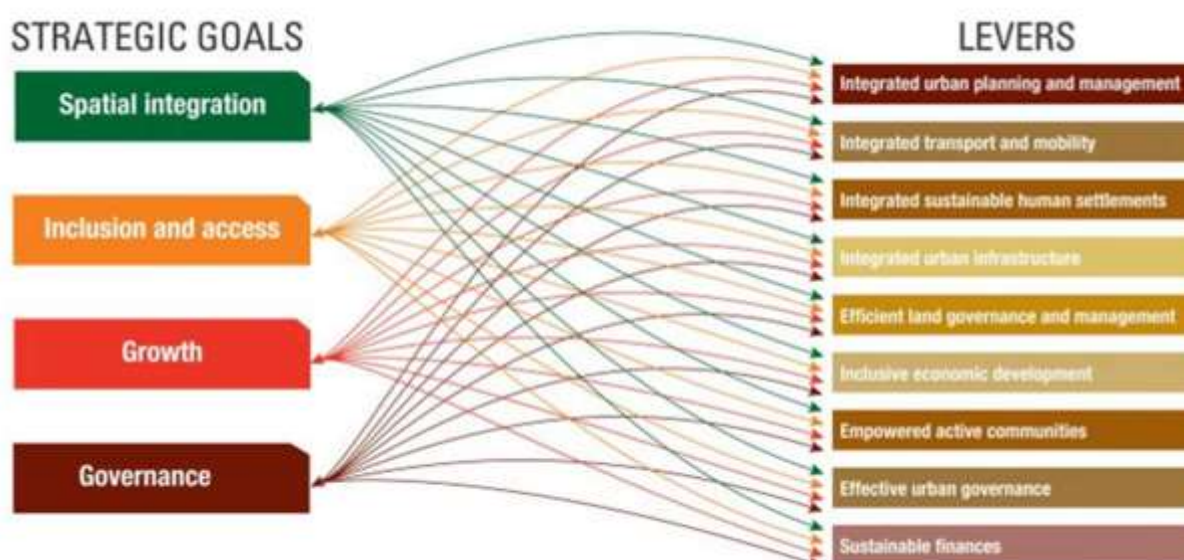 STRATEGIC GOALS
Spatial integration
Inclusion and access
Growth
Governance
LEVERS
Integrated urban planning and management
Integrated transport and mobility
Integrated sustainable human settlements
Integrated urban infrastructure
Efficient land governance and management
Inclusive economic development
Empowered active communities
Effective urban governance
Sustainable finances